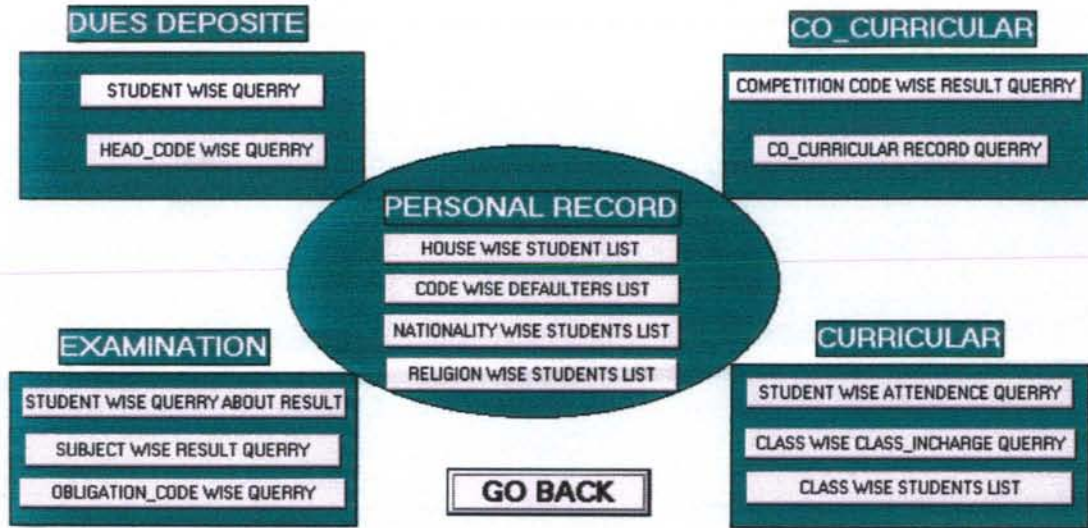 DUES DEPOSITE
STUDENT WISE QUERRY
HEAD_CODE WISE QUERRY
CO_CURRICULAR
COMPETITION CODE WISE RESULT QUERRY
CO_CURRICULAR RECORD QUERRY
PERSONAL RECORD
HOUSE WISE STUDENT LIST
CODE WISE DEFAULTERS LIST
NATIONALITY WISE STUDENTS LIST
RELIGION WISE STUDENTS LIST
EXAMINATION
STUDENT WISE QUERRY ABOUT RESULT
SUBJECT WISE RESULT QUERRY
OBLIGATION_CODE WISE QUERRY
CURRICULAR
STUDENT WISE ATTENDENCE QUERRY
CLASS WISE CLASS_INCHARGE QUERRY
CLASS WISE STUDENTS LIST
GO BACK